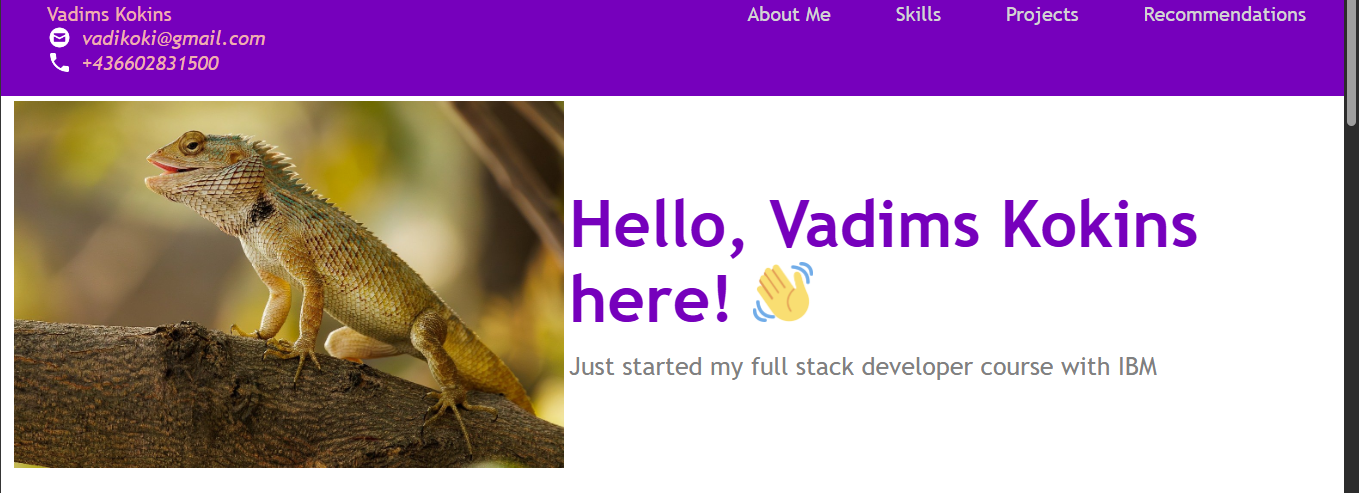 Vadims Kokins
vadikoki@gmail.com
+436602831500
About Me Skills Projects Recommendations
Hello, Vadims Kokins
here! 👋
Just started my full stack developer course with IBM